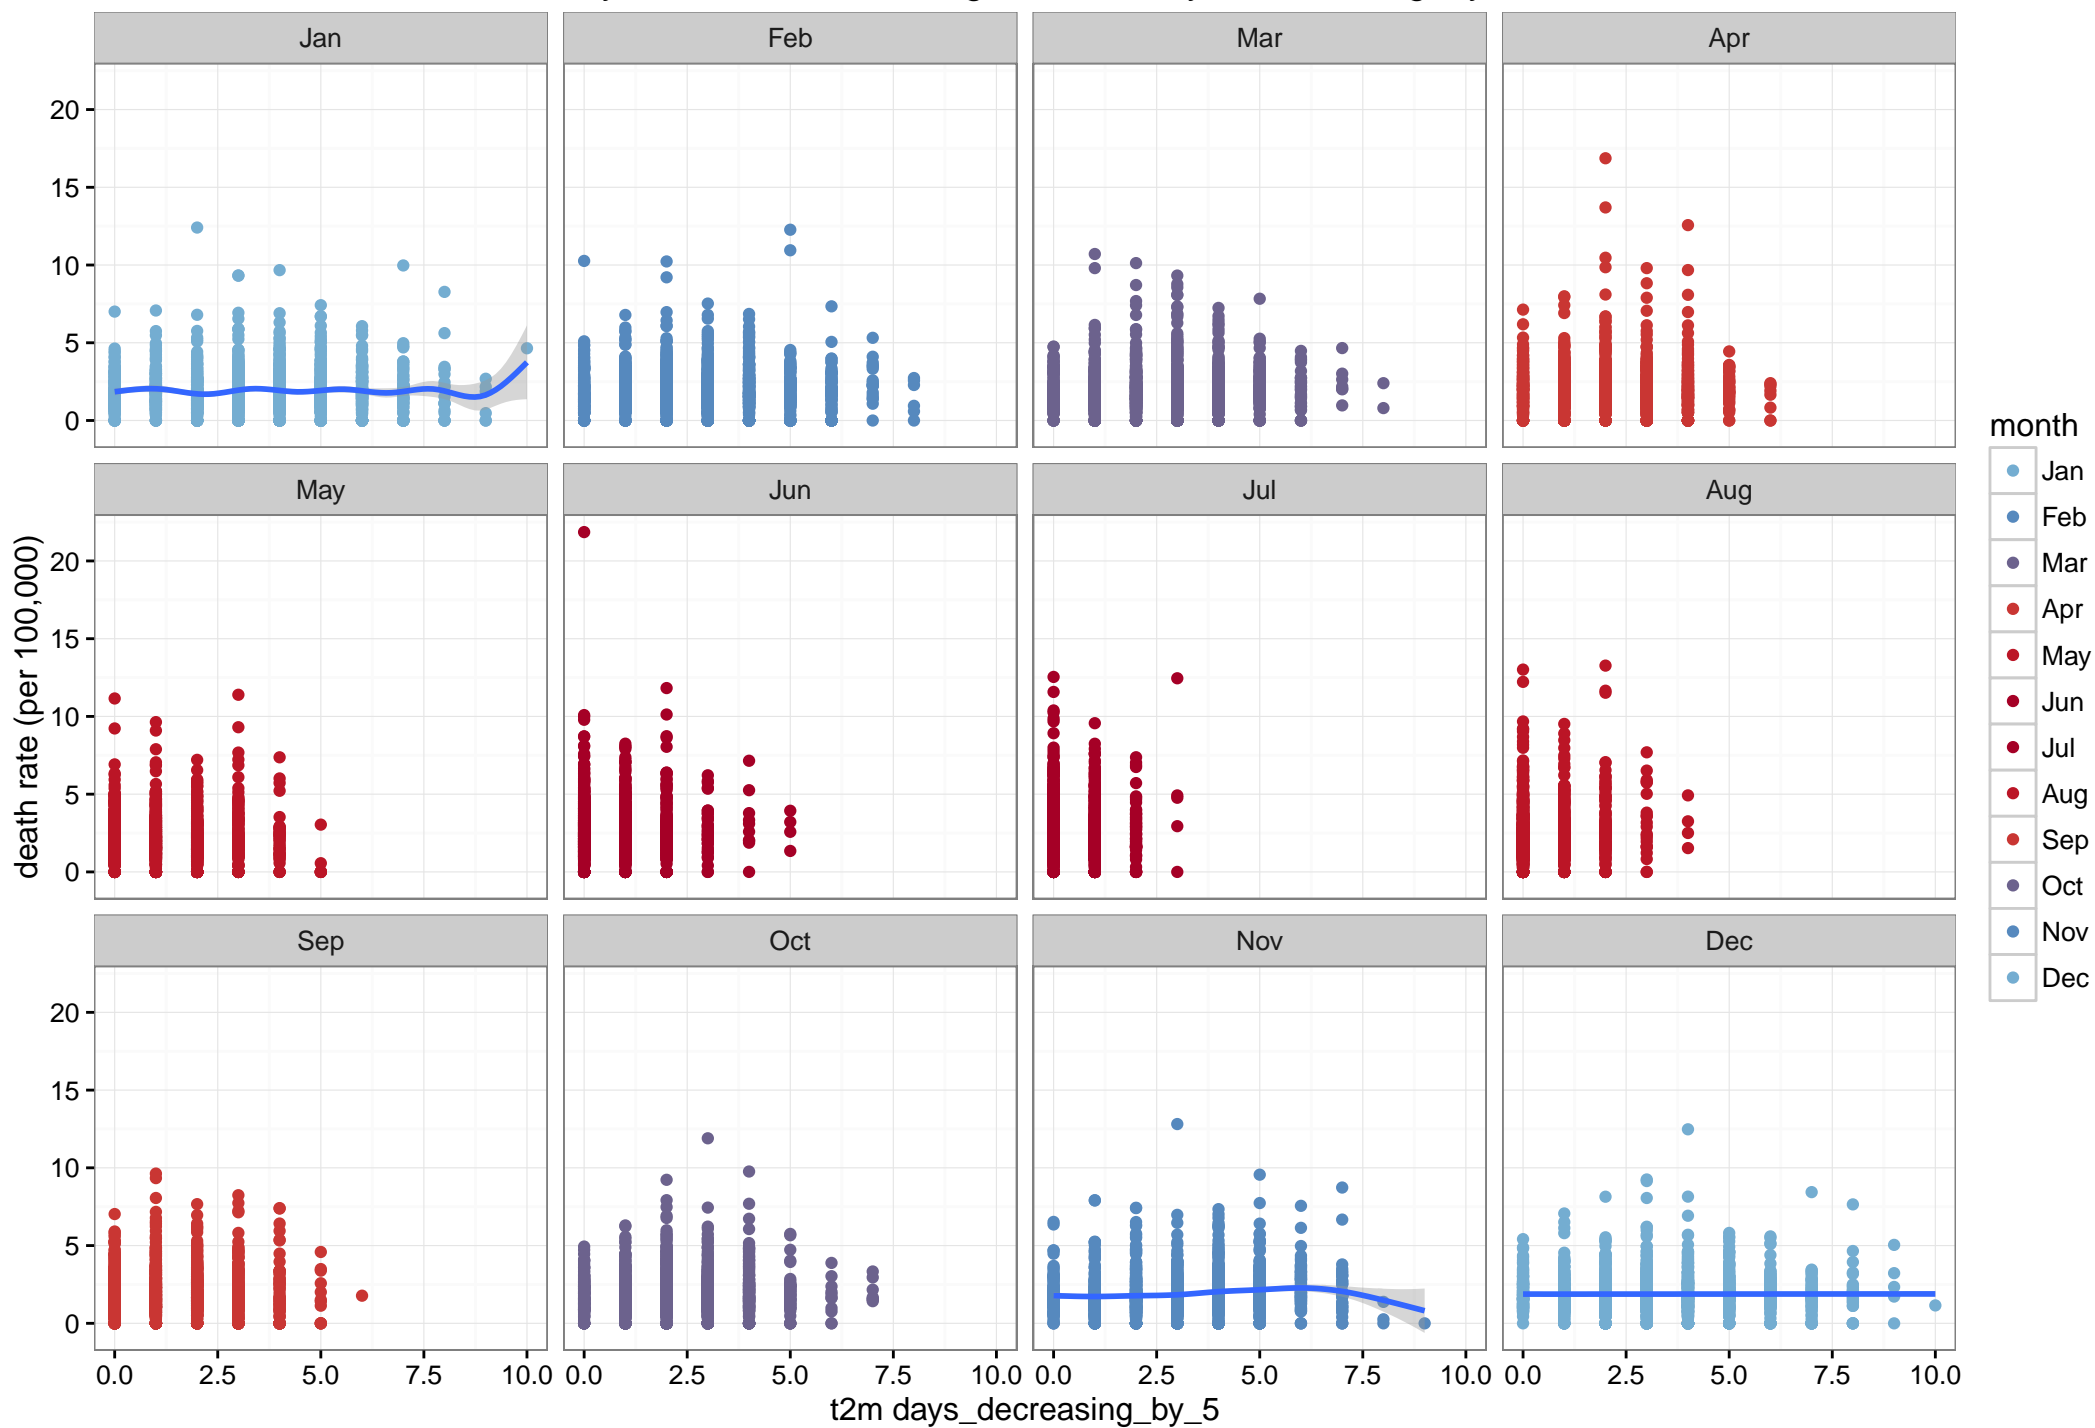 Jan Feb Mar Apr
20
15
10
5
0
May Jun Jul Aug
20
15
10
5
0
Sep Oct Nov Dec
20
15
10
5
0
0.0 2.5 5.0 7.5 10.0 0.0 2.5 5.0 7.5 10.0 0.0 2.5 5.0 7.5 10.0 0.0 2.5 5.0 7.5 10.0
t2m days_decreasing_by_5
death rate (per 100,000)
month
Jan
Feb
Mar
Apr
May
Jun
Jul
Aug
Sep
Oct
Nov
Dec